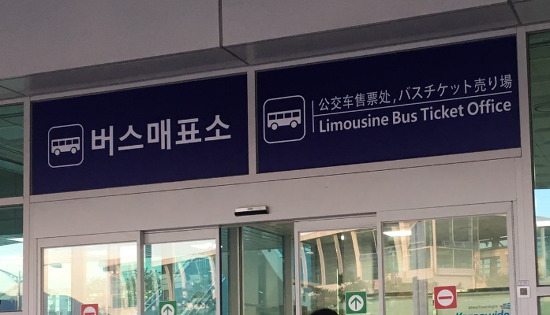 버스매표소
公交车售票处, バスチケット売り場
Limousine Bus Ticket Office